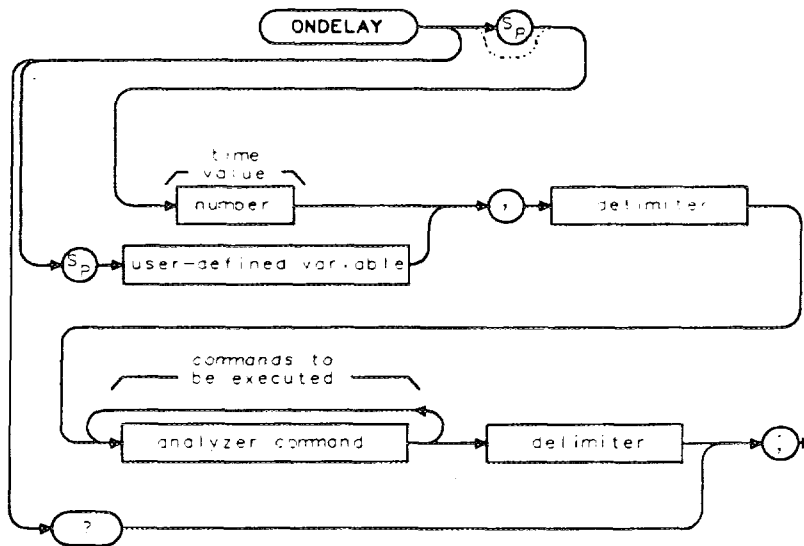 ONDELAY
SP
time
value
number
,
delimiter
SP
user-defined variable
commands to
be executed
analyzer command
delimiter
;
?